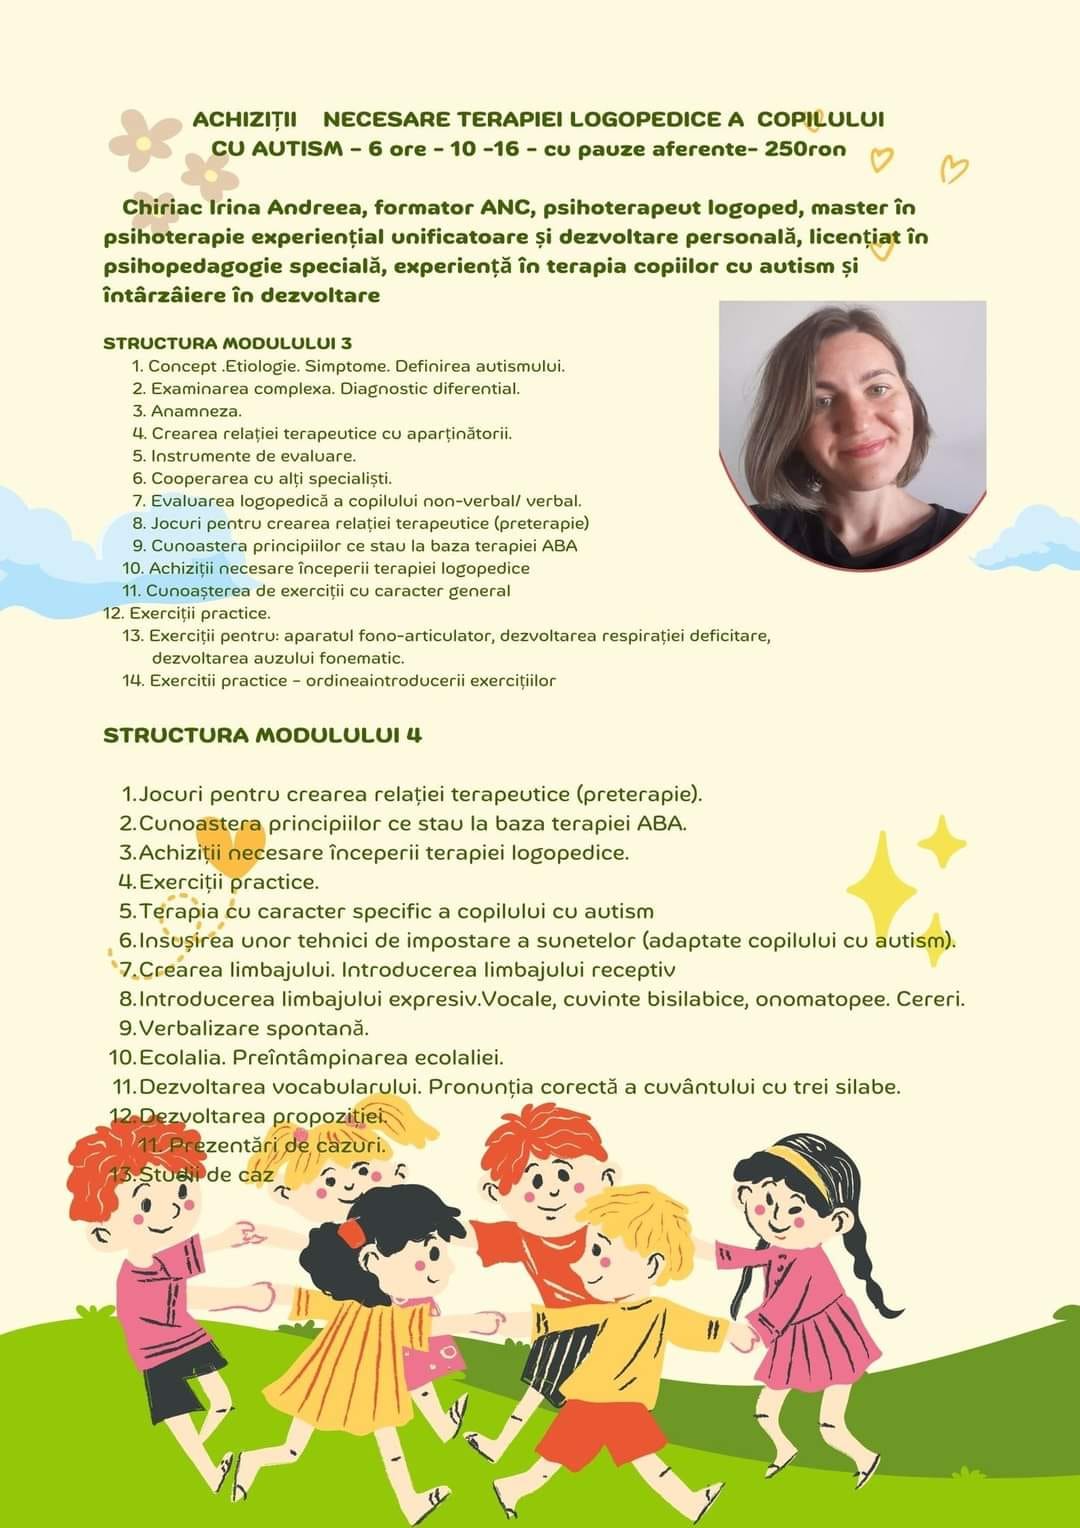 ACHIZIȚII NECESARE TERAPIEI LOGOPEDICE A COPILULUI
CU AUTISM – 6 ore - 10 -16 - cu pauze aferente- 250ron
Chiriac Irina Andreea, formator ANC, psihoterapeut logoped, master în
psihoterapie experiențial unificatoare și dezvoltare personală, licențiat în
psihopedagogie specială, experiență în terapia copiilor cu autism și
întârzâiere în dezvoltare
STRUCTURA MODULULUI 3
1. Concept .Etiologie. Simptome. Definirea autismului.
2. Examinarea complexa. Diagnostic diferential.
3. Anamneza.
4. Crearea relației terapeutice cu aparținătorii.
5. Instrumente de evaluare.
6. Cooperarea cu alți specialiști.
7. Evaluarea logopedică a copilului non-verbal/ verbal.
8. Jocuri pentru crearea relației terapeutice (preterapie)
9. Cunoastera principiilor ce stau la baza terapiei ABA
10. Achiziții necesare începerii terapiei logopedice
11. Cunoașterea de exerciții cu caracter general
12. Exerciții practice.
13. Exerciții pentru: aparatul fono-articulator, dezvoltarea respirației deficitare,
dezvoltarea auzului fonematic.
14. Exercitii practice – ordineaintroducerii exercițiilor
STRUCTURA MODULULUI 4
1.Jocuri pentru crearea relației terapeutice (preterapie).
2.Cunoastera principiilor ce stau la baza terapiei ABA.
3.Achiziții necesare începerii terapiei logopedice.
4.Exerciții practice.
5.Terapia cu caracter specific a copilului cu autism
6.Insușirea unor tehnici de impostare a sunetelor (adaptate copilului cu autism).
7.Crearea limbajului. Introducerea limbajului receptiv
8.Introducerea limbajului expresiv.Vocale, cuvinte bisilabice, onomatopee. Cereri.
9.Verbalizare spontană.
10.Ecolalia. Preîntâmpinarea ecolaliei.
11.Dezvoltarea vocabularului. Pronunția corectă a cuvântului cu trei silabe.
12.Dezvoltarea propoziției.
11. Prezentări de cazuri.
13.Studii de caz